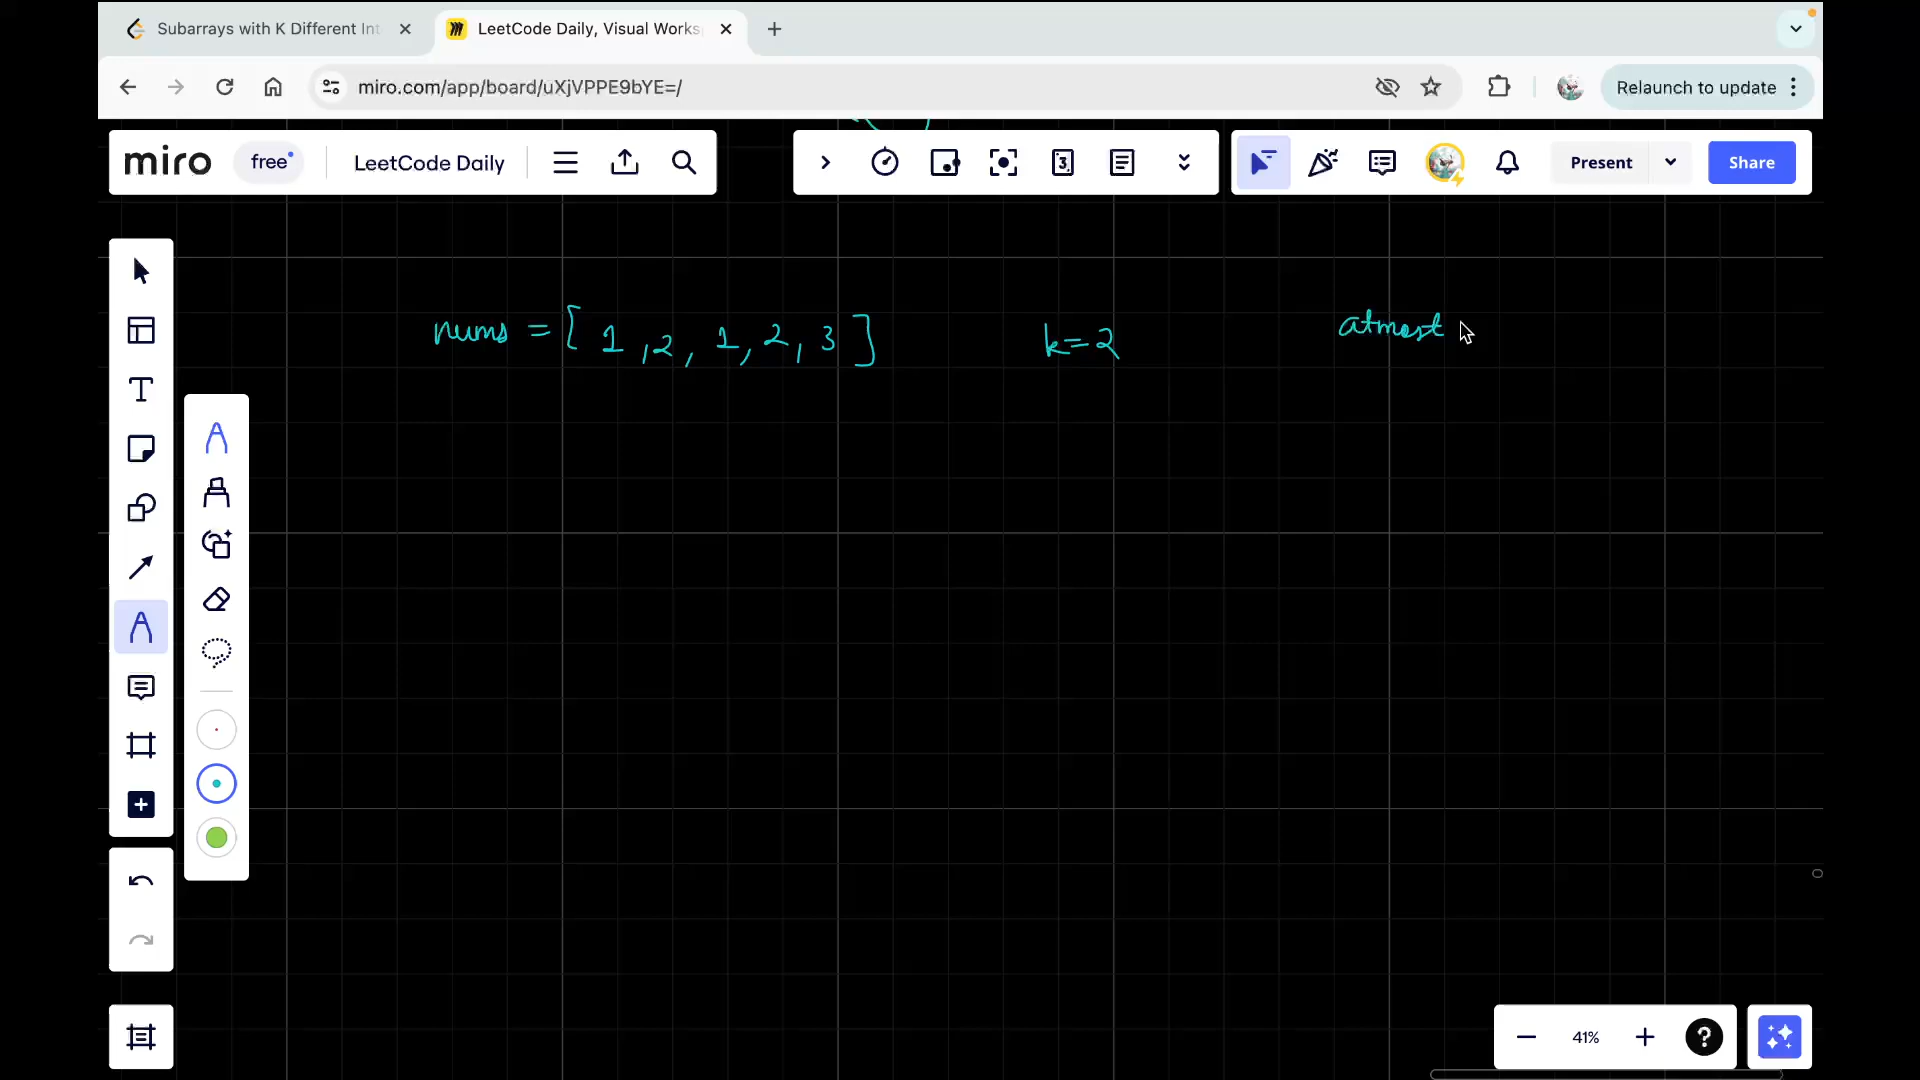 Subarrays with K Different Int
LeetCode Daily, Visual Works
miro.com/app/board/uXjVPPE9bYE=/
Relaunch to update
miro free LeetCode Daily
3
Present
Share
nums = [ 1 , 2 , 1 , 2 , 3 ] k=2 atmost
T
41%
?